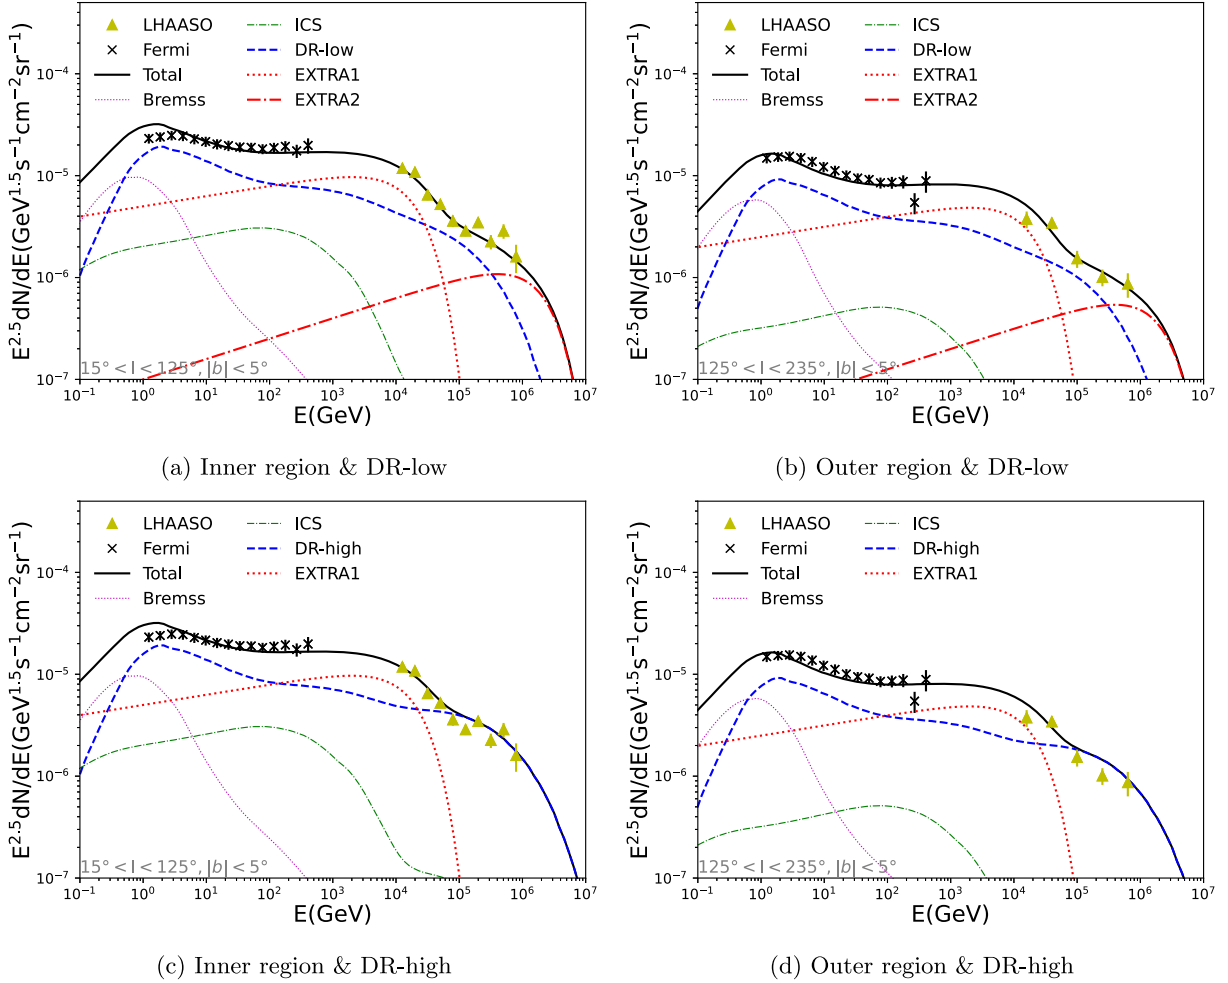 E^2.5dN/dE(GeV^1.5s^−1cm^−2sr^−1)
LHAASO
Fermi
Total
Bremss
ICS
DR-low
EXTRA1
EXTRA2
10^−4
10^−5
10^−6
10^−7
15° < l < 125°, |b| < 5°
10^−1 10^0 10^1 10^2 10^3 10^4 10^5 10^6 10^7
E(GeV)
(a) Inner region & DR-low
E^2.5dN/dE(GeV^1.5s^−1cm^−2sr^−1)
LHAASO
Fermi
Total
Bremss
ICS
DR-low
EXTRA1
EXTRA2
10^−4
10^−5
10^−6
10^−7
125° < l < 235°, |b| < 5°
10^−1 10^0 10^1 10^2 10^3 10^4 10^5 10^6 10^7
E(GeV)
(b) Outer region & DR-low
E^2.5dN/dE(GeV^1.5s^−1cm^−2sr^−1)
LHAASO
Fermi
Total
Bremss
ICS
DR-high
EXTRA1
10^−4
10^−5
10^−6
10^−7
15° < l < 125°, |b| < 5°
10^−1 10^0 10^1 10^2 10^3 10^4 10^5 10^6 10^7
E(GeV)
(c) Inner region & DR-high
E^2.5dN/dE(GeV^1.5s^−1cm^−2sr^−1)
LHAASO
Fermi
Total
Bremss
ICS
DR-high
EXTRA1
10^−4
10^−5
10^−6
10^−7
125° < l < 235°, |b| < 5°
10^−1 10^0 10^1 10^2 10^3 10^4 10^5 10^6 10^7
E(GeV)
(d) Outer region & DR-high